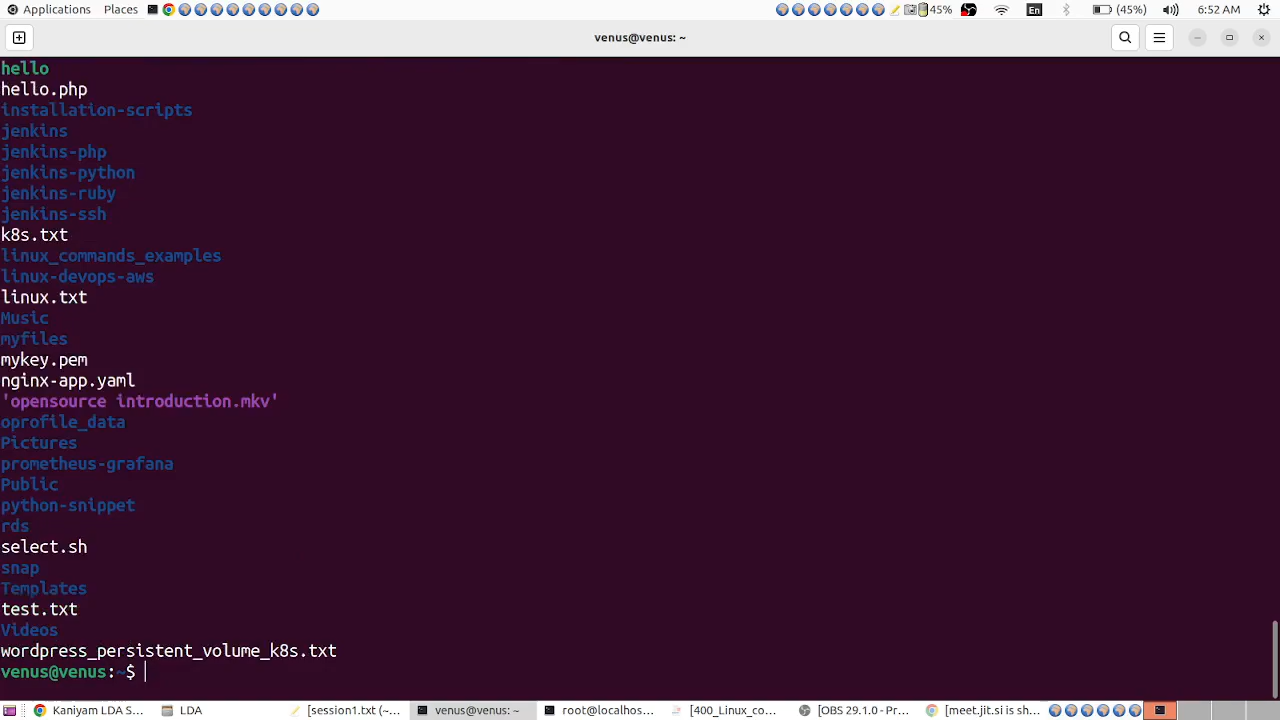 Applications Places 45% En (45%) 6:52 AM
venus@venus: ~
hello
hello.php
installation-scripts
jenkins
jenkins-php
jenkins-python
jenkins-ruby
jenkins-ssh
k8s.txt
linux_commands_examples
linux-devops-aws
linux.txt
Music
myfiles
mykey.pem
nginx-app.yaml
'opensource introduction.mkv'
oprofile_data
Pictures
prometheus-grafana
Public
python-snippet
rds
select.sh
snap
Templates
test.txt
Videos
wordpress_persistent_volume_k8s.txt
venus@venus:~$
Kaniyam LDA S... LDA [session1.txt (~... venus@venus: ~ root@localhos... [400_Linux_co... [OBS 29.1.0 - Pr... [meet.jit.si is sh...